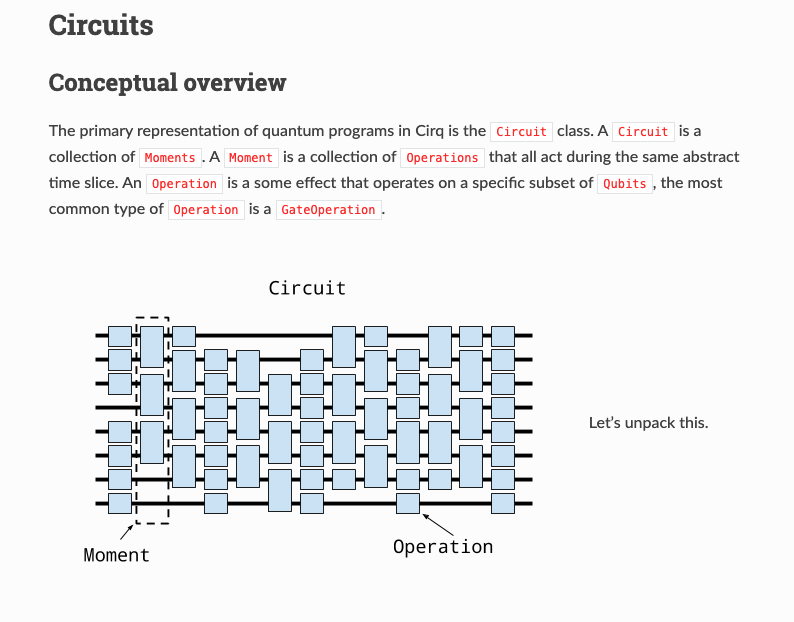 Circuits
Conceptual overview
The primary representation of quantum programs in Cirq is the Circuit class. A Circuit is a
collection of Moments . A Moment is a collection of Operations that all act during the same abstract
time slice. An Operation is a some effect that operates on a specific subset of Qubits , the most
common type of Operation is a GateOperation .
Circuit
Let’s unpack this.
Operation
Moment